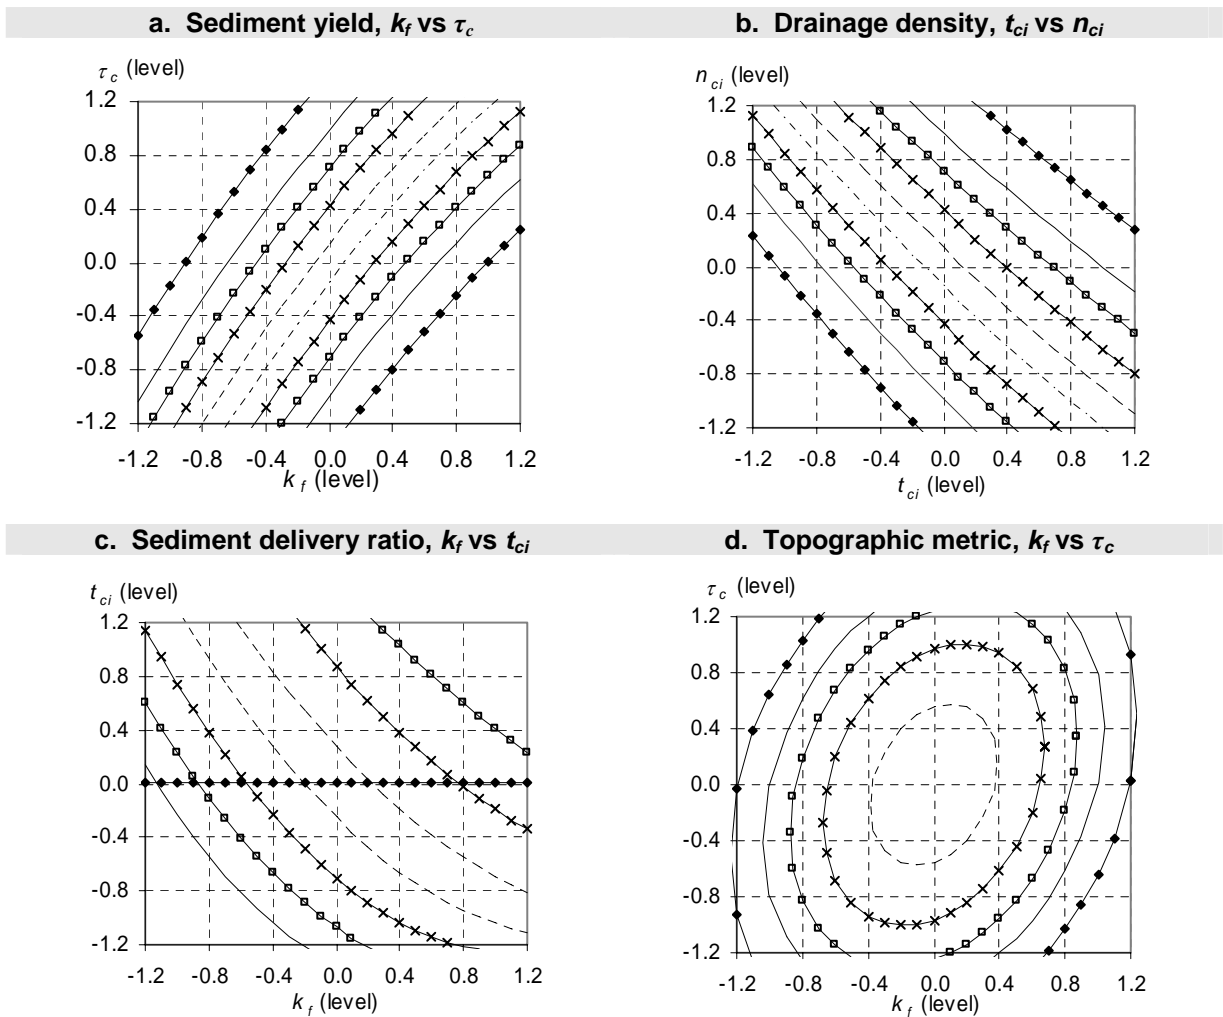 a. Sediment yield, kf vs τc
b. Drainage density, tci vs nci
τc (level)
1.2
0.8
0.4
0.0
-0.4
-0.8
-1.2
-1.2 -0.8 -0.4 0.0 0.4 0.8 1.2
kf (level)
nci (level)
1.2
0.8
0.4
0.0
-0.4
-0.8
-1.2
-1.2 -0.8 -0.4 0.0 0.4 0.8 1.2
tci (level)
c. Sediment delivery ratio, kf vs tci
d. Topographic metric, kf vs τc
tci (level)
1.2
0.8
0.4
0.0
-0.4
-0.8
-1.2
-1.2 -0.8 -0.4 0.0 0.4 0.8 1.2
kf (level)
τc (level)
1.2
0.8
0.4
0.0
-0.4
-0.8
-1.2
-1.2 -0.8 -0.4 0.0 0.4 0.8 1.2
kf (level)